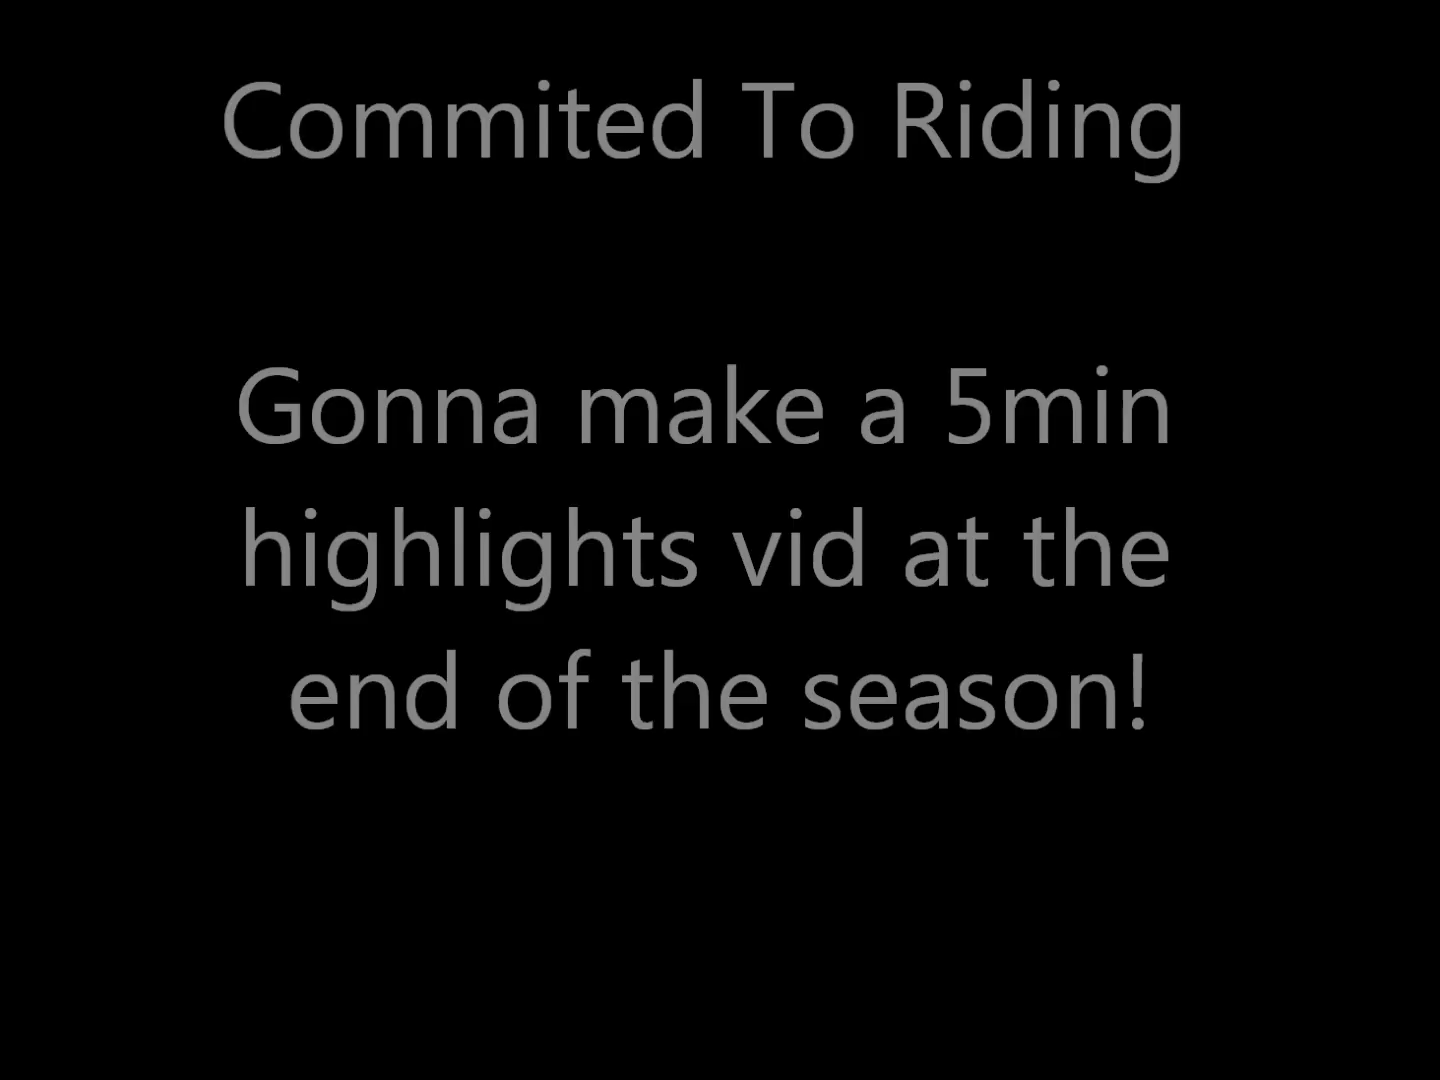 Commited To Riding
Gonna make a 5min
highlights vid at the
end of the season!